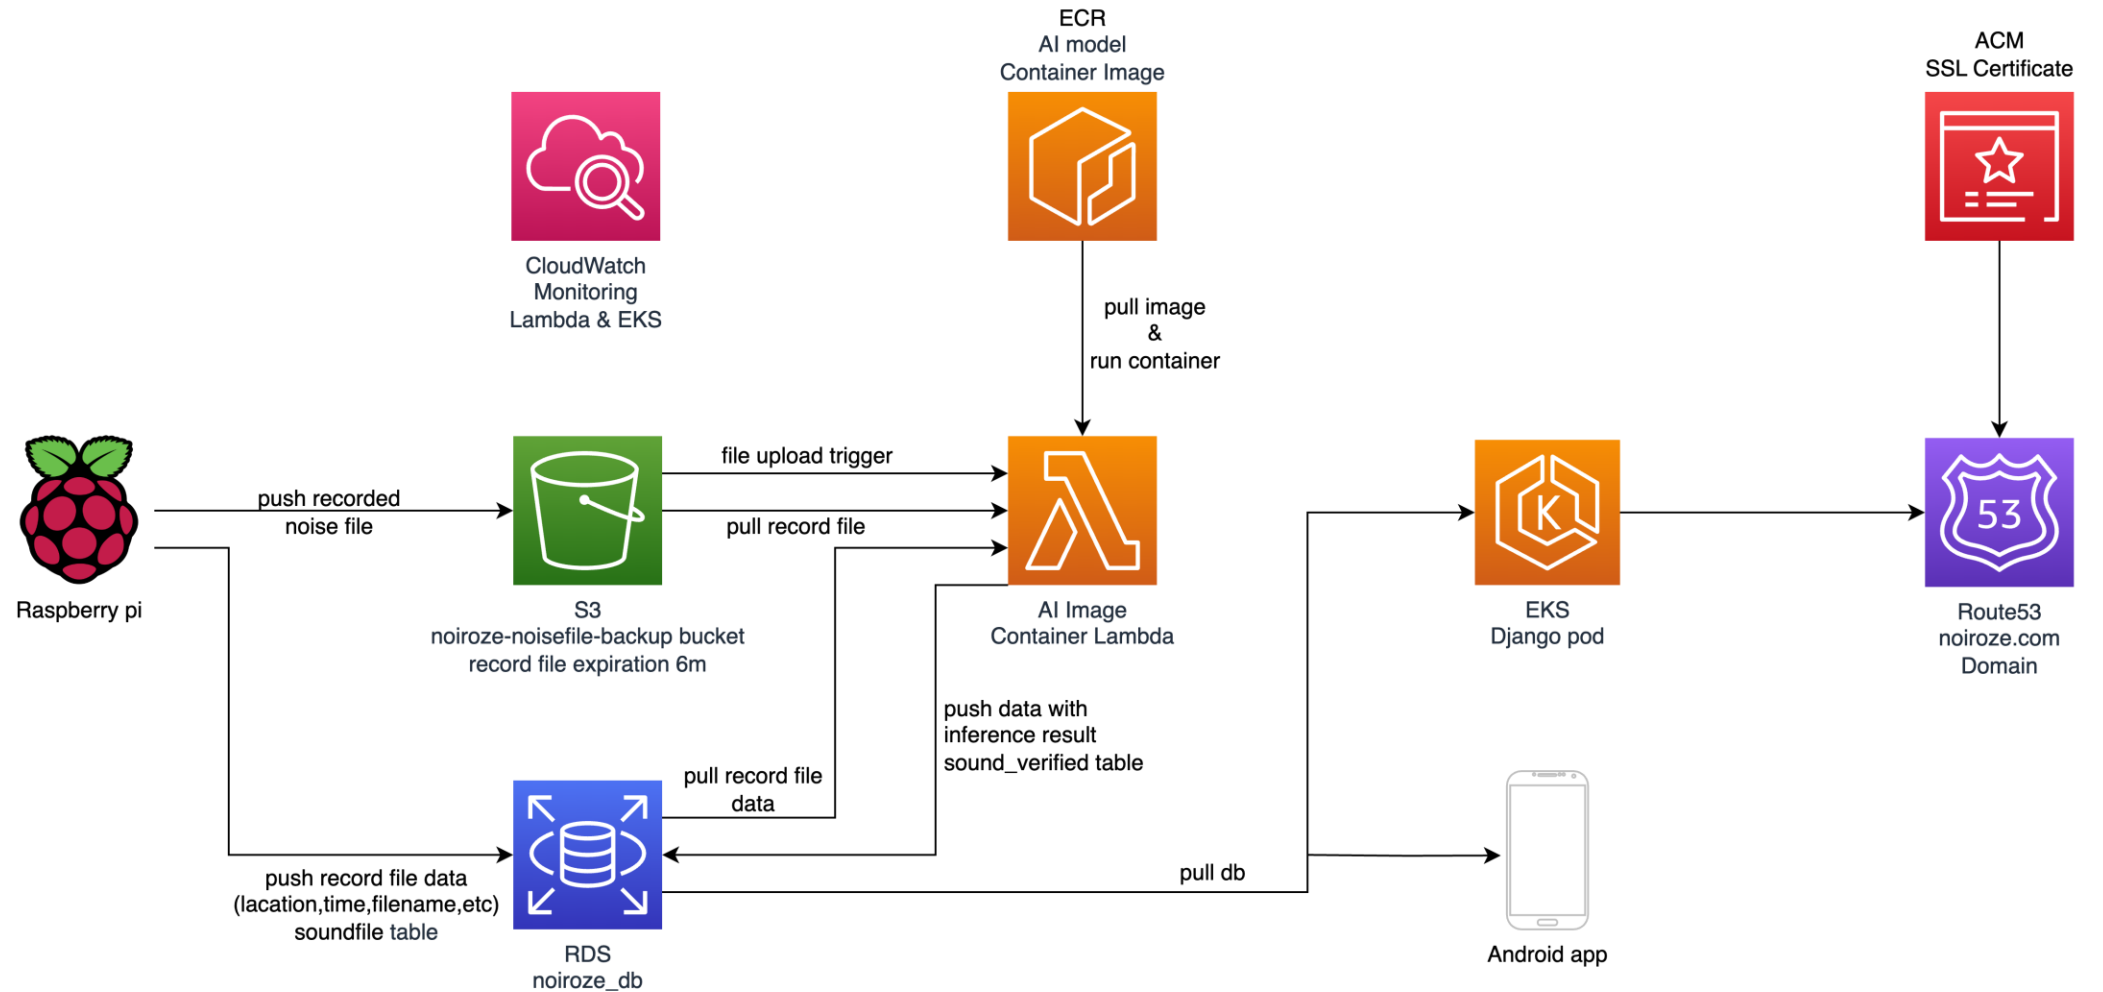 ECR
AI model
Container Image
ACM
SSL Certificate
CloudWatch
Monitoring
Lambda & EKS
pull image
&
run container
file upload trigger
push recorded
noise file
pull record file
K
53
Raspberry pi
S3
noiroze-noisefile-backup bucket
record file expiration 6m
AI Image
Container Lambda
EKS
Django pod
Route53
noiroze.com
Domain
push data with
inference result
sound_verified table
pull record file
data
pull db
push record file data
(lacation,time,filename,etc)
soundfile table
RDS
noiroze_db
Android app